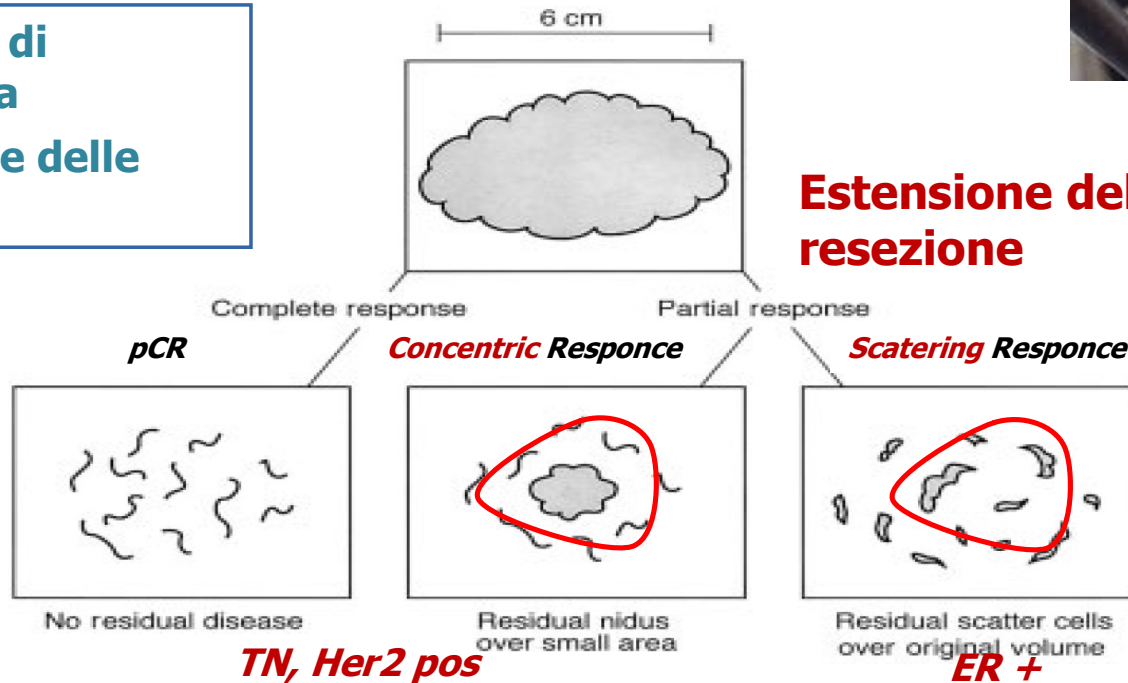 di
a
e delle
6 cm
Estensione del
resezione
Complete response
Partial response
pCR
Concentric Responce
Scatering Responce
No residual disease
Residual nidus
over small area
Residual scatter cells
over original volume
TN, Her2 pos
ER +